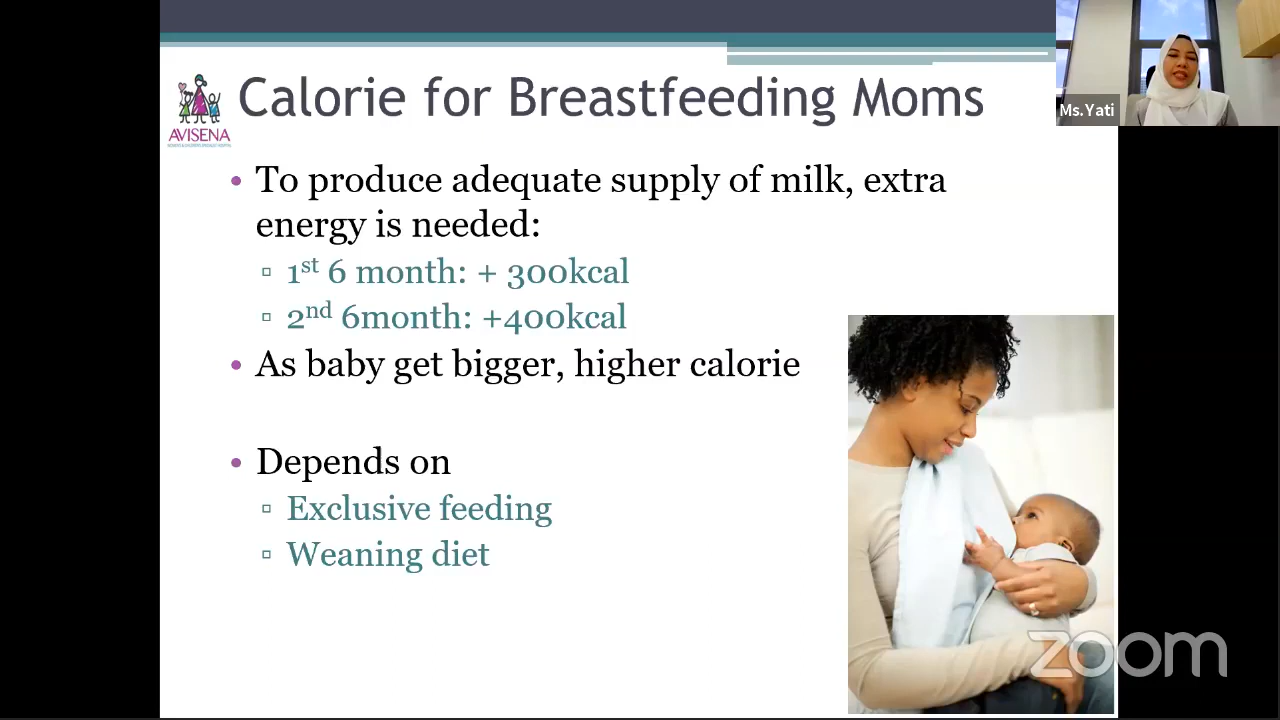 Calorie for Breastfeeding Moms
AVISENA
Ms.Yati
• To produce adequate supply of milk, extra
energy is needed:
▫ 1st 6 month: + 300kcal
▫ 2nd 6month: +400kcal
• As baby get bigger, higher calorie
• Depends on
▫ Exclusive feeding
▫ Weaning diet
zoom